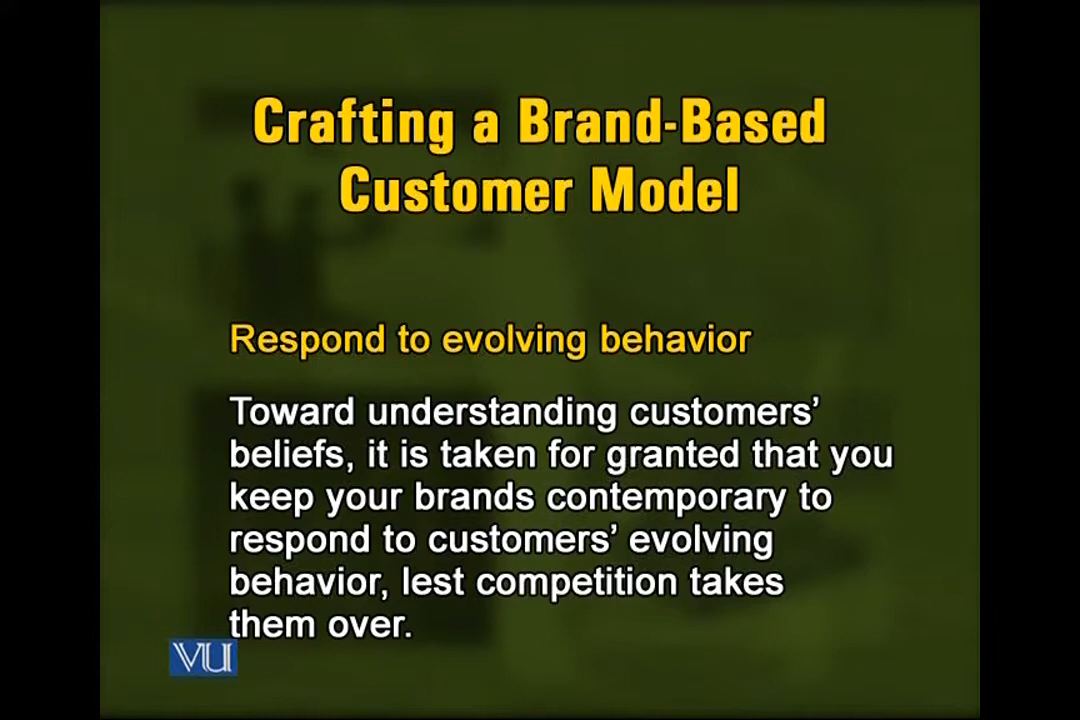 Crafting a Brand-Based
Customer Model
Respond to evolving behavior
Toward understanding customers’
beliefs, it is taken for granted that you
keep your brands contemporary to
respond to customers’ evolving
behavior, lest competition takes
them over.
VU